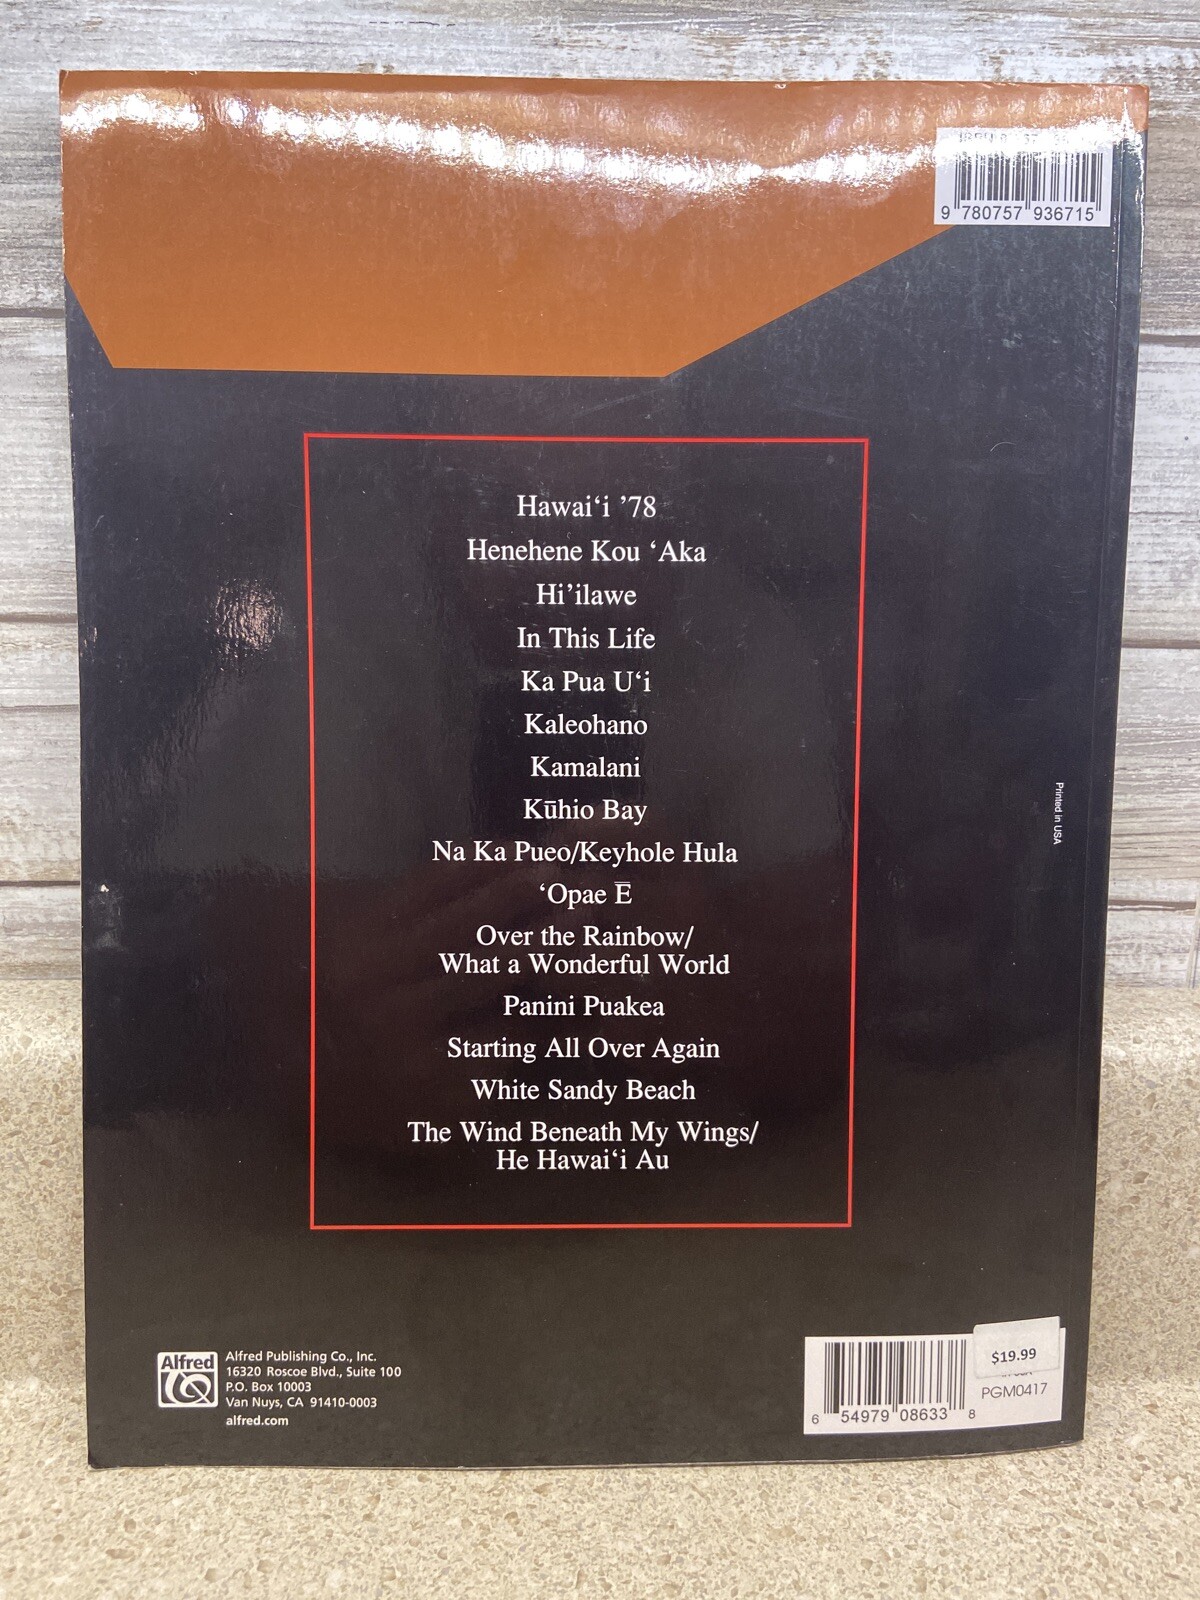 9 780757 936715
Hawai‘i ’78
Henehene Kou ‘Aka
Hi’ilawe
In This Life
Ka Pua U‘i
Kaleohano
Kamalani
Kūhio Bay
Na Ka Pueo/Keyhole Hula
‘Opae Ē
Over the Rainbow/
What a Wonderful World
Panini Puakea
Starting All Over Again
White Sandy Beach
The Wind Beneath My Wings/
He Hawai‘i Au
Printed in USA
Alfred
Alfred Publishing Co., Inc.
16320 Roscoe Blvd., Suite 100
P.O. Box 10003
Van Nuys, CA 91410-0003
alfred.com
$19.99
PGM0417
6 54979 08633 8